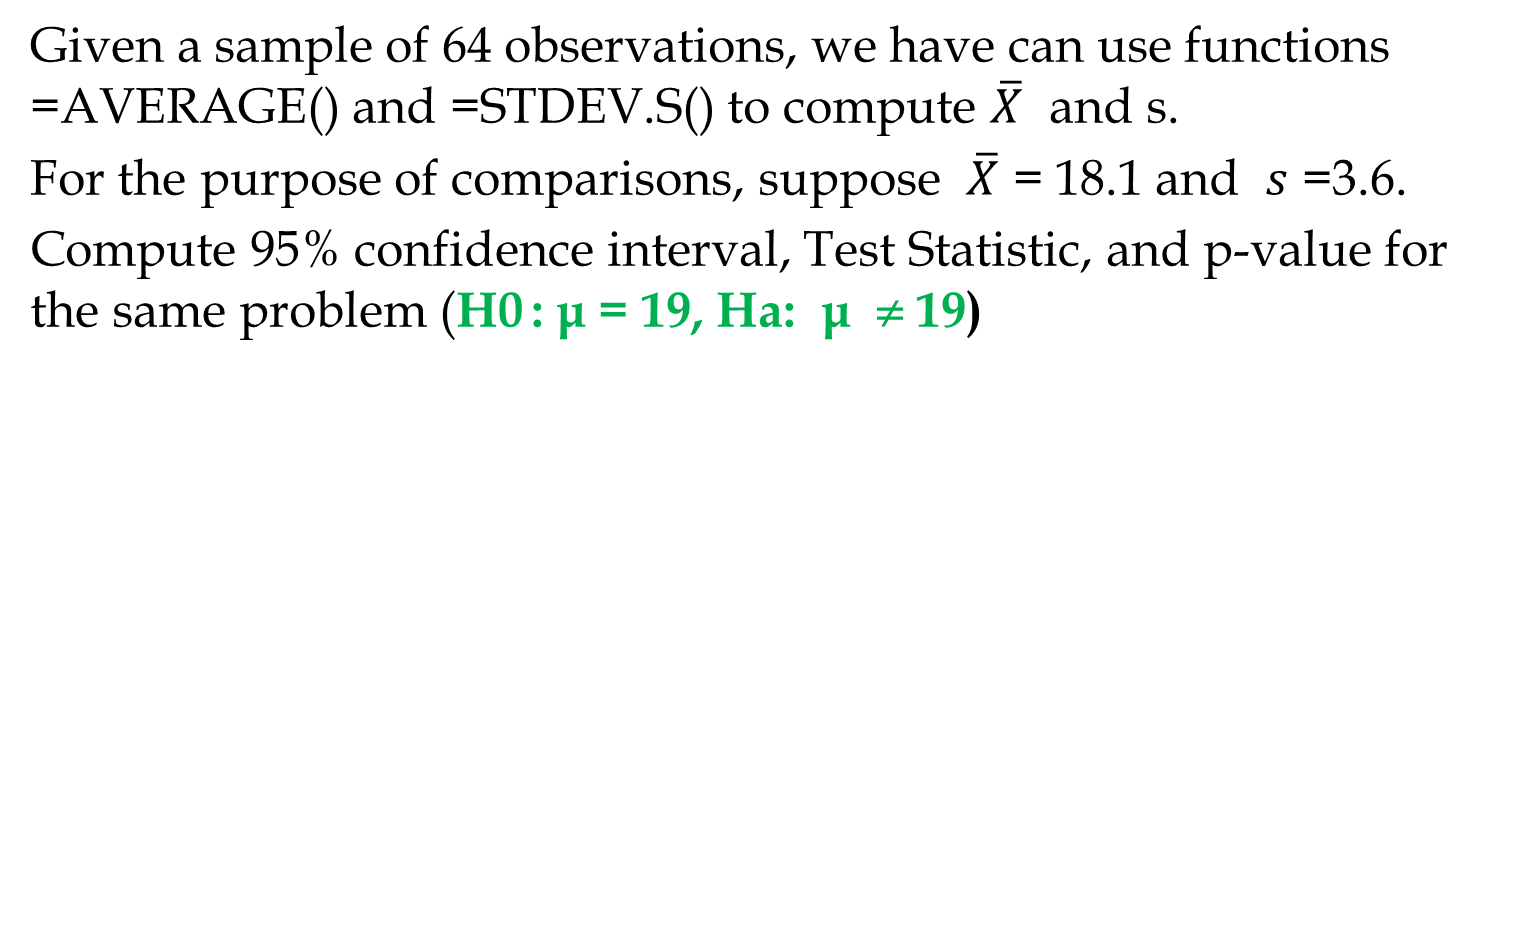 Given a sample of 64 observations, we have can use functions
=AVERAGE() and =STDEV.S() to compute X̅ and s.
For the purpose of comparisons, suppose X̅ = 18.1 and s =3.6.
Compute 95% confidence interval, Test Statistic, and p-value for
the same problem (H0: µ = 19, Ha: µ ≠ 19)